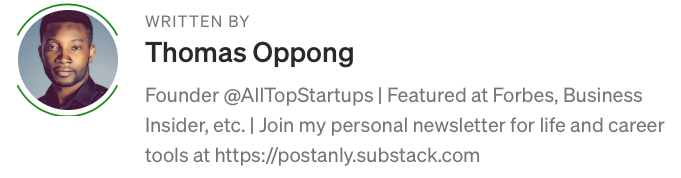 WRITTEN BY
Thomas Oppong
Founder @AllTopStartups | Featured at Forbes, Business
Insider, etc. | Join my personal newsletter for life and career
tools at https://postanly.substack.com